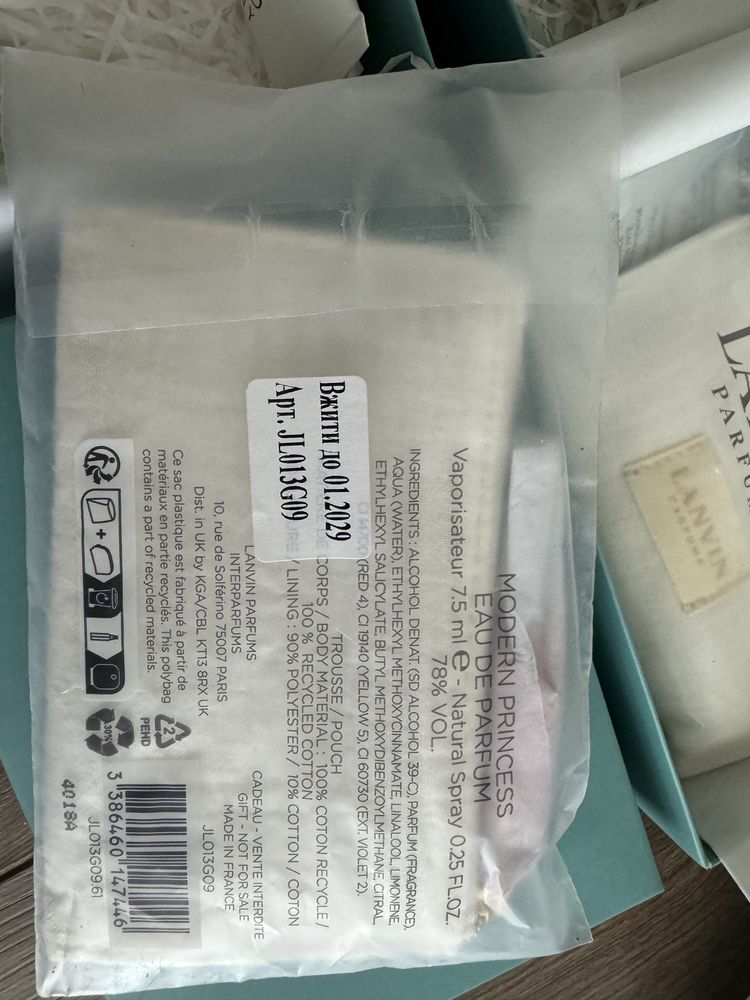 MODERN PRINCESS
EAU DE PARFUM
78% VOL.
Vaporisateur 7.5 ml e - Natural Spray 0.25 FL.OZ.
INGREDIENTS : ALCOHOL DENAT. (SD ALCOHOL 39-C), PARFUM (FRAGRANCE),
AQUA (WATER), ETHYLHEXYL METHOXYCINNAMATE, LINALOOL, LIMONENE,
ETHYLHEXYL SALICYLATE, BUTYL METHOXYDIBENZOYLMETHANE, CITRAL,
(RED 4), CI 19140 (YELLOW 5), CI 60730 (EXT. VIOLET 2).
Вжити до 01.2029
Арт. JL013G09
TROUSSE / POUCH
CORPS / BODY MATERIAL : 100% COTON RECYCLE /
100 % RECYCLED COTTON
/ LINING : 90% POLYESTER / 10% COTTON / COTON
LANVIN PARFUMS
INTERPARFUMS
10, rue de Solférino 75007 PARIS
Dist. in UK by KGA/CBL KT13 8RX UK
CADEAU - VENTE INTERDITE
GIFT - NOT FOR SALE
MADE IN FRANCE
JL013G09
Ce sac plastique est fabriqué à partir de
matériaux en partie recyclés. This polybag
contains a part of recycled materials.
2
PEHD
30%
3 386460 147446
JL013G09.61
4018A
LANVIN
PARFUMS